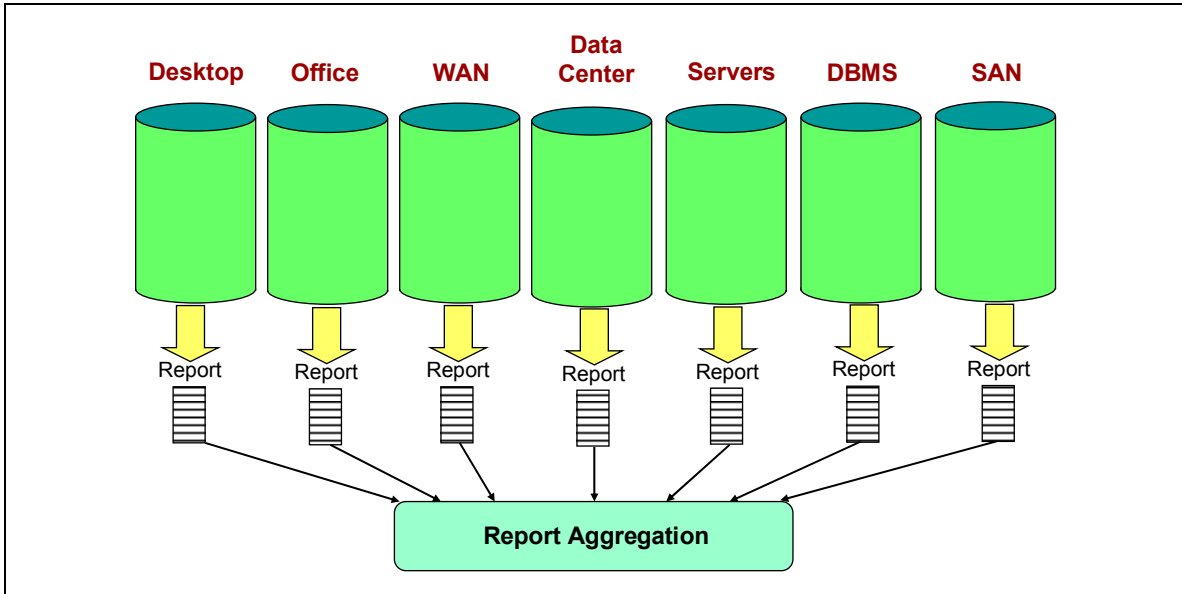 Desktop
Office
WAN
Data
Center
Servers
DBMS
SAN
Report
Report
Report
Report
Report
Report
Report
Report Aggregation